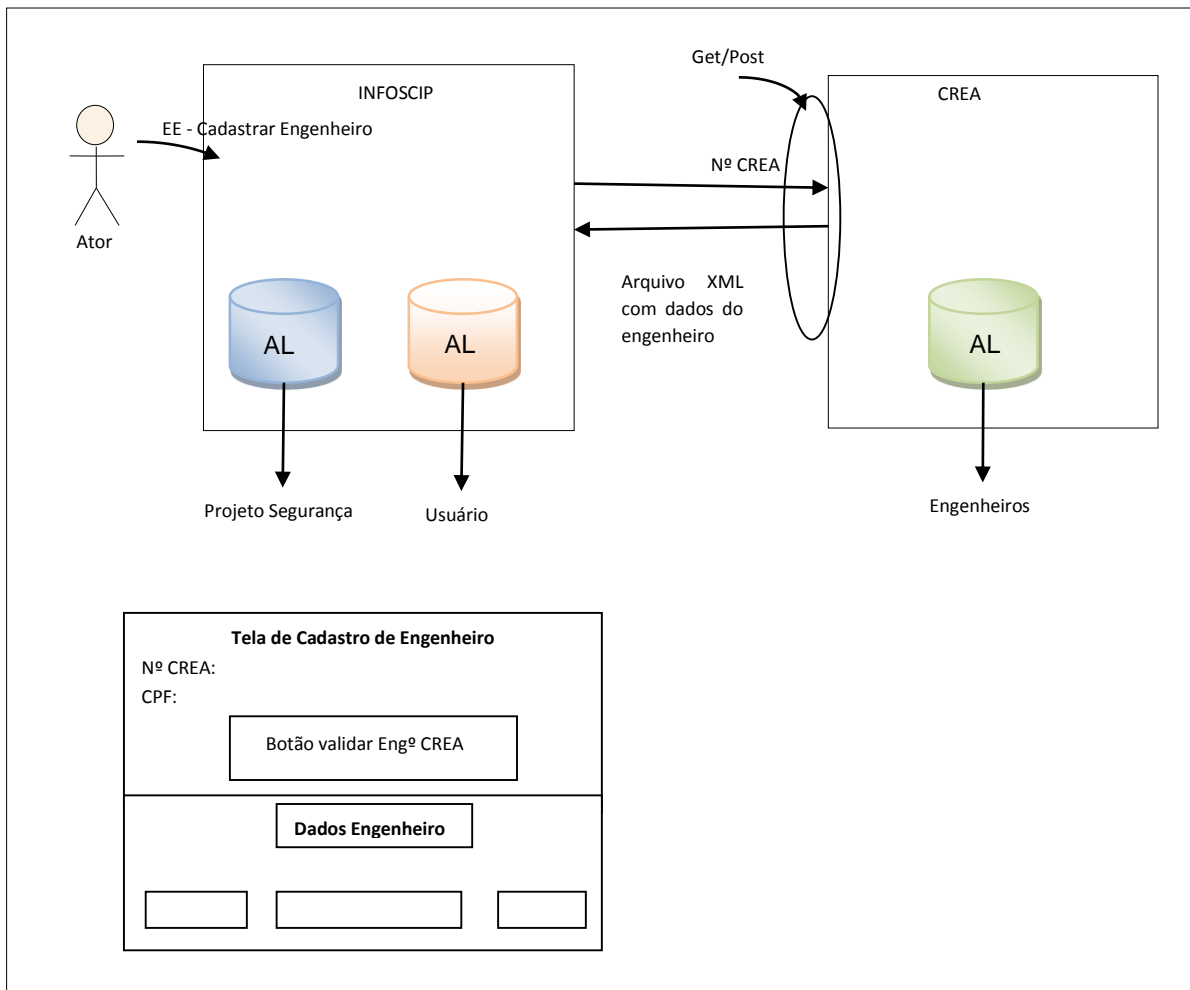 Get/Post
INFOSCIP
CREA
EE - Cadastrar Engenheiro
Nº CREA
Ator
Arquivo XML
com dados do
engenheiro
AL
AL
AL
Projeto Segurança
Usuário
Engenheiros
Tela de Cadastro de Engenheiro
Nº CREA:
CPF:
Botão validar Engº CREA
Dados Engenheiro